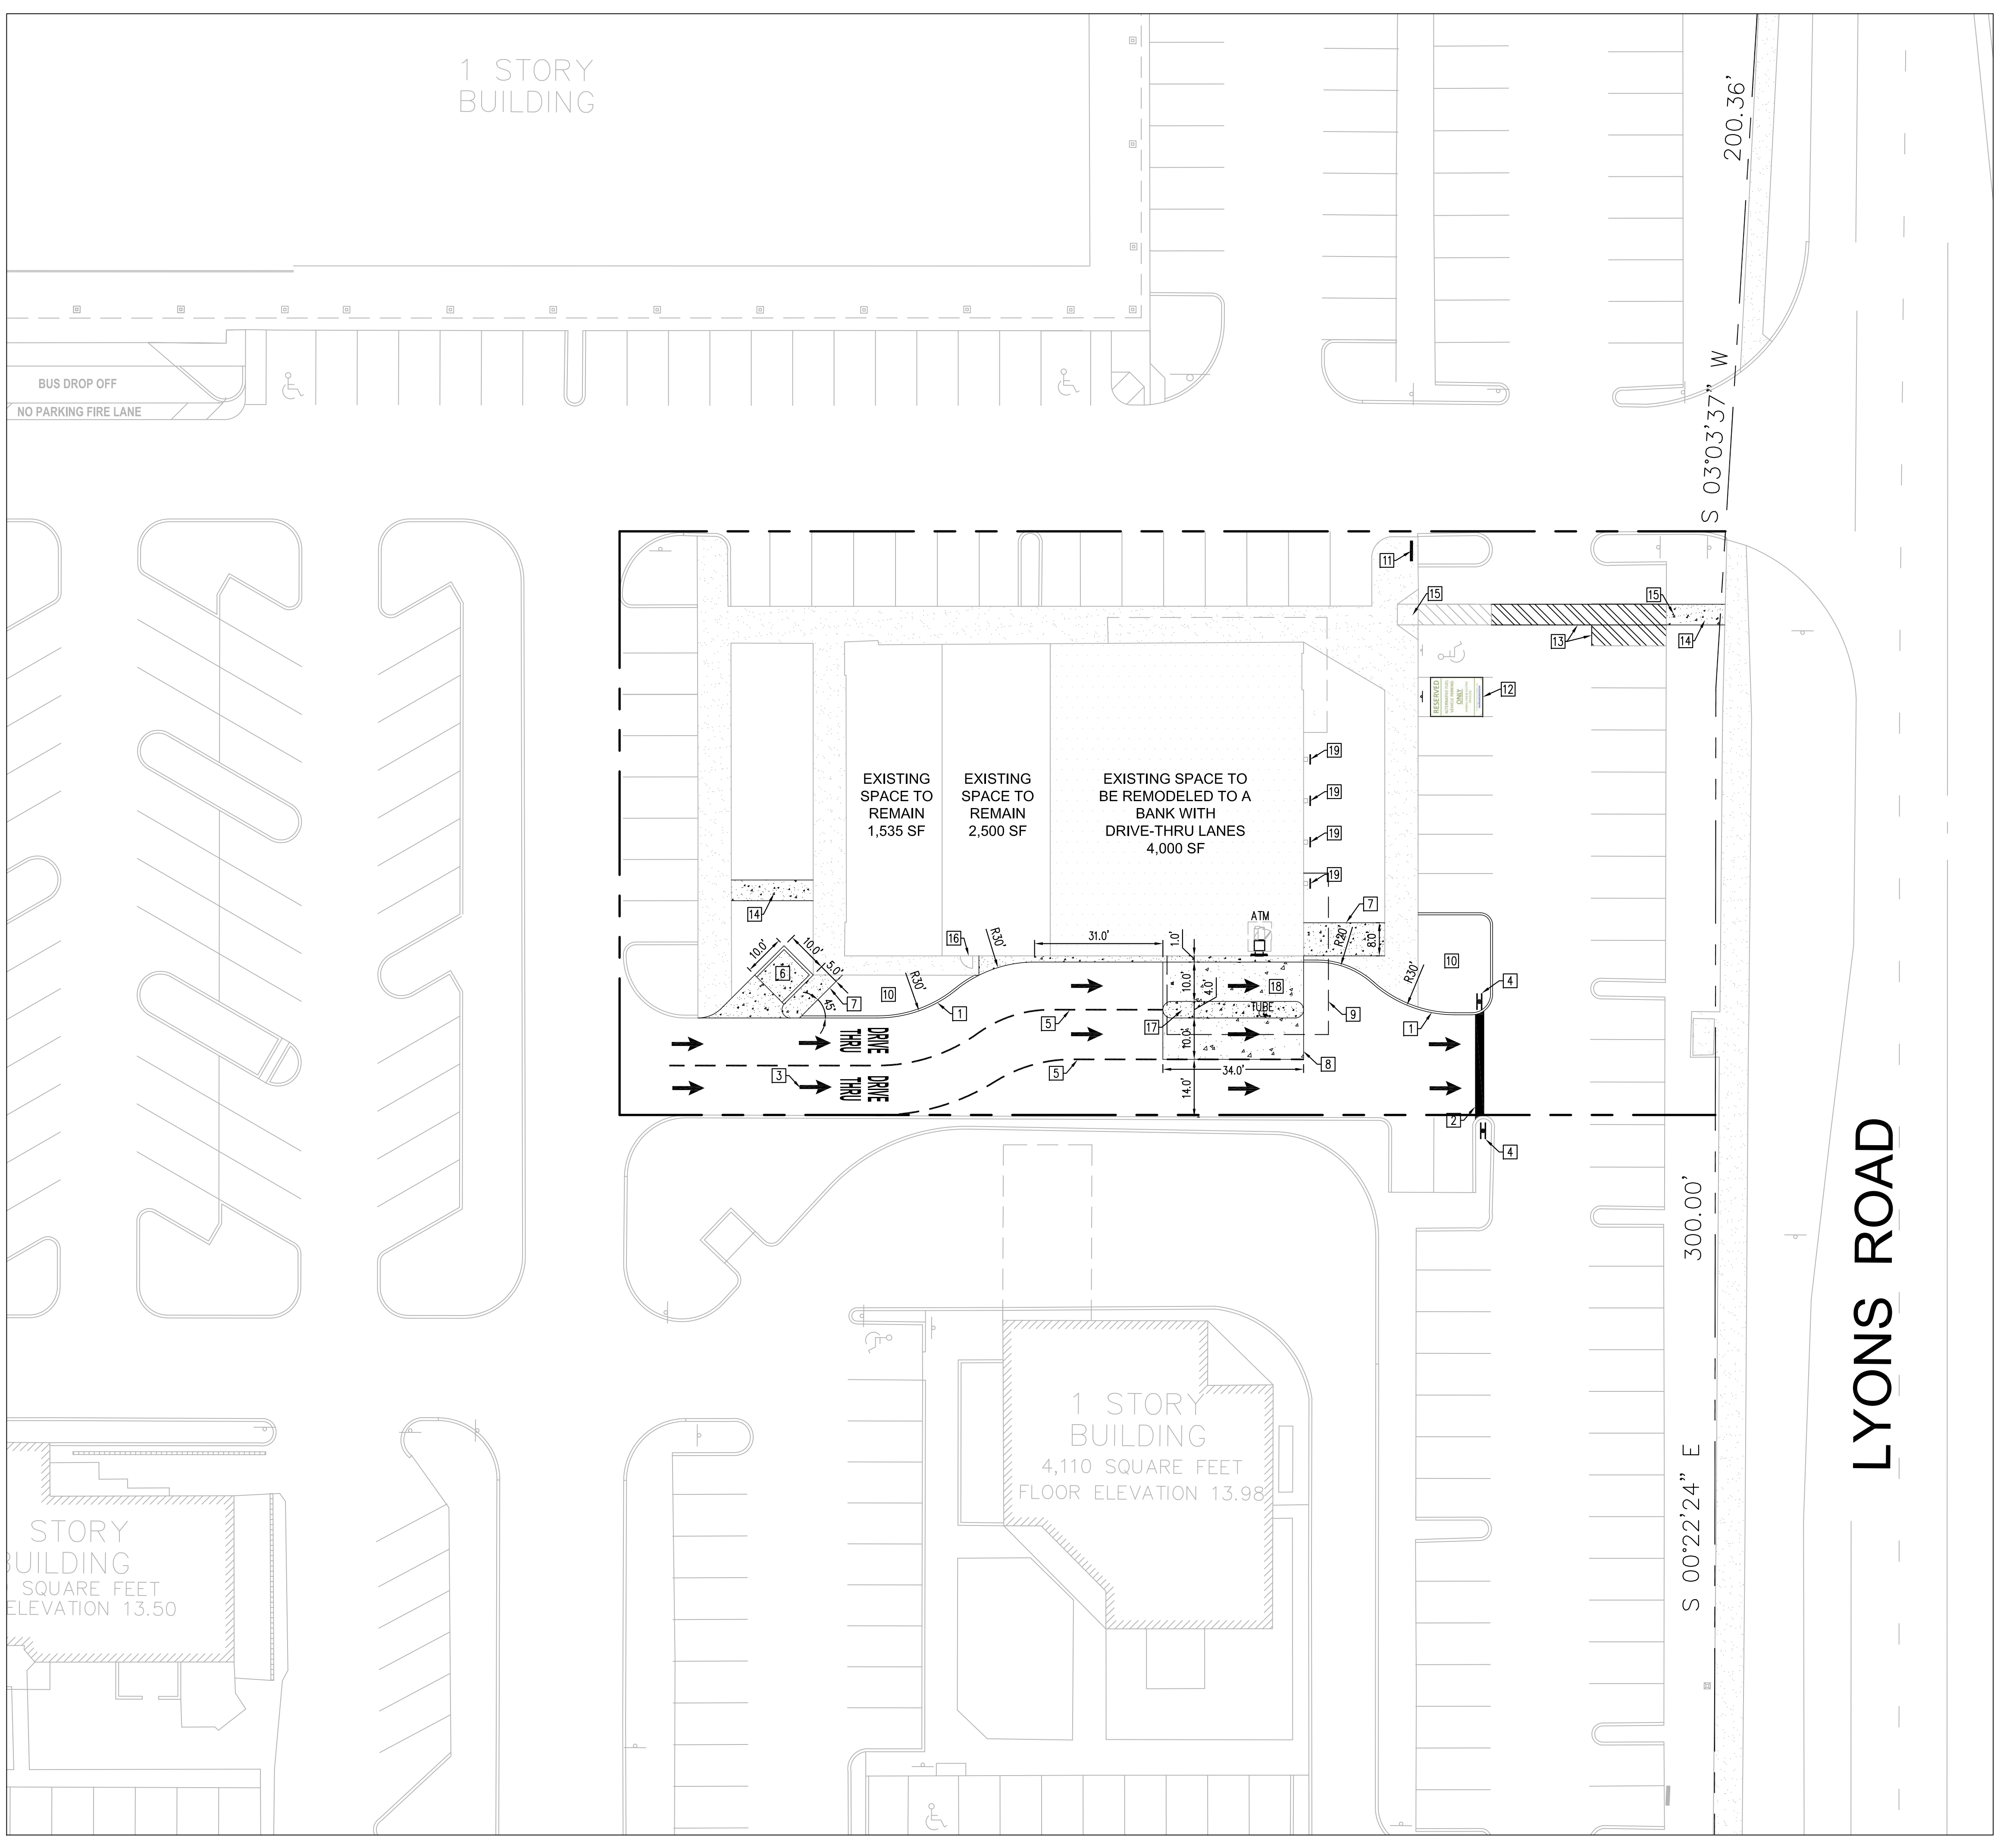 1 STORY
BUILDING
200.36'
S 03°03'37" W
BUS DROP OFF
NO PARKING FIRE LANE
11
15
15
13
14
RESERVED
ALTERNATIVE FUEL
VEHICLE PARKING
ONLY
12
19
19
19
19
EXISTING
SPACE TO
REMAIN
1,535 SF
EXISTING
SPACE TO
REMAIN
2,500 SF
EXISTING SPACE TO
BE REMODELED TO A
BANK WITH
DRIVE-THRU LANES
4,000 SF
14
ATM
7
16
R30'
31.0'
1.0'
R20'
8.0'
10.0'
10.0'
5.0'
6
7
45°
10
R30'
1
10.0'
4.0'
18
TUBE
17
10.0'
9
R30'
10
4
1
5
5
3
DRIVE
THRU
DRIVE
THRU
14.0'
34.0'
8
2
4
300.00'
S 00°22'24" E
LYONS ROAD
1 STORY
BUILDING
4,110 SQUARE FEET
FLOOR ELEVATION 13.98
STORY
BUILDING
SQUARE FEET
ELEVATION 13.50